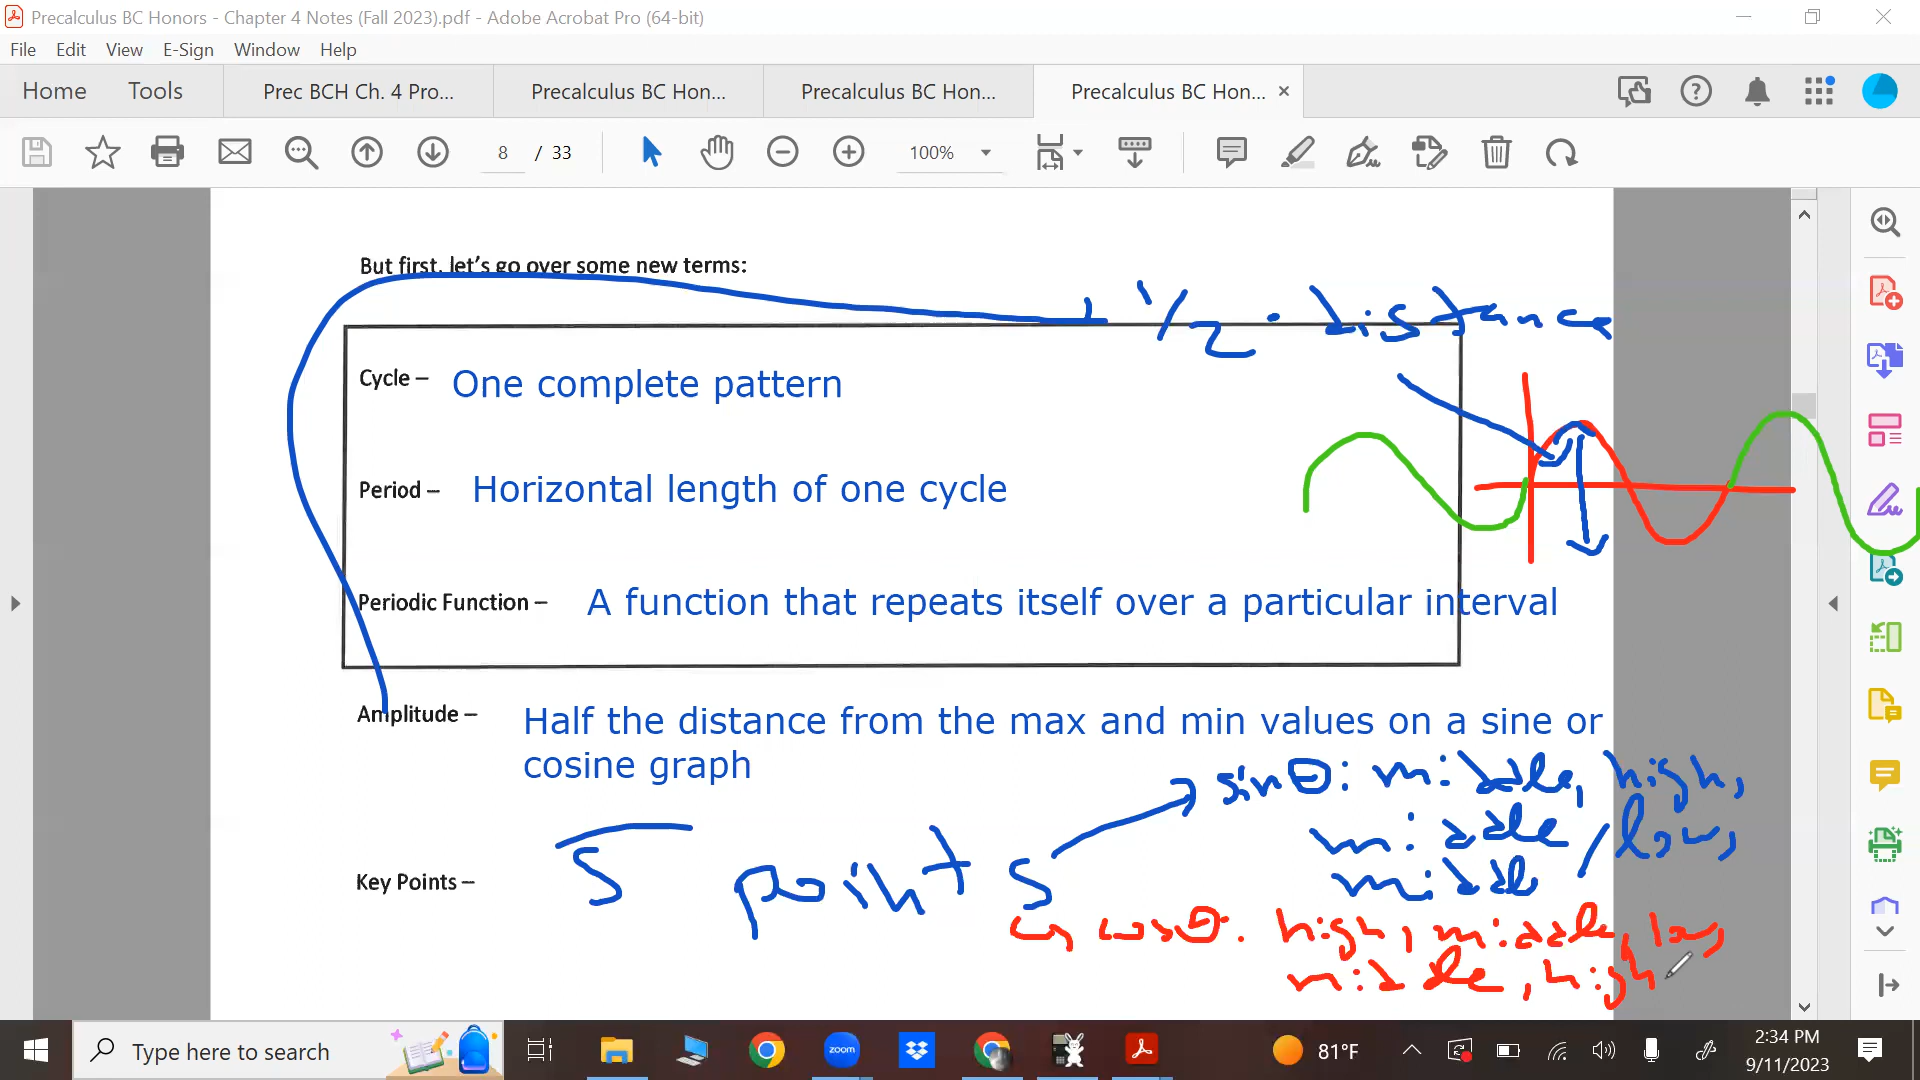 Precalculus BC Honors - Chapter 4 Notes (Fall 2023).pdf - Adobe Acrobat Pro (64-bit)
File Edit View E-Sign Window Help
Home Tools Prec BCH Ch. 4 Pro... Precalculus BC Hon... Precalculus BC Hon... Precalculus BC Hon... ×
8 / 33 100%
But first, let's go over some new terms:
1/2 · distance
Cycle – One complete pattern
Period – Horizontal length of one cycle
Periodic Function – A function that repeats itself over a particular interval
Amplitude – Half the distance from the max and min values on a sine or
cosine graph
sinθ: middle, high,
middle, low,
middle
Key Points – 5 points
cosθ: high, middle, low,
middle, high
Type here to search
zoom
81°F
2:34 PM
9/11/2023